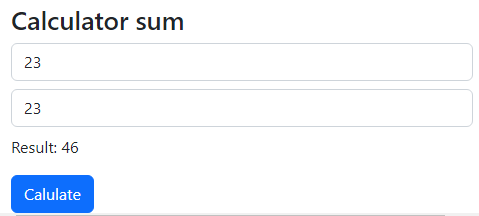 Calculator sum
23
23
Result: 46
Calulate